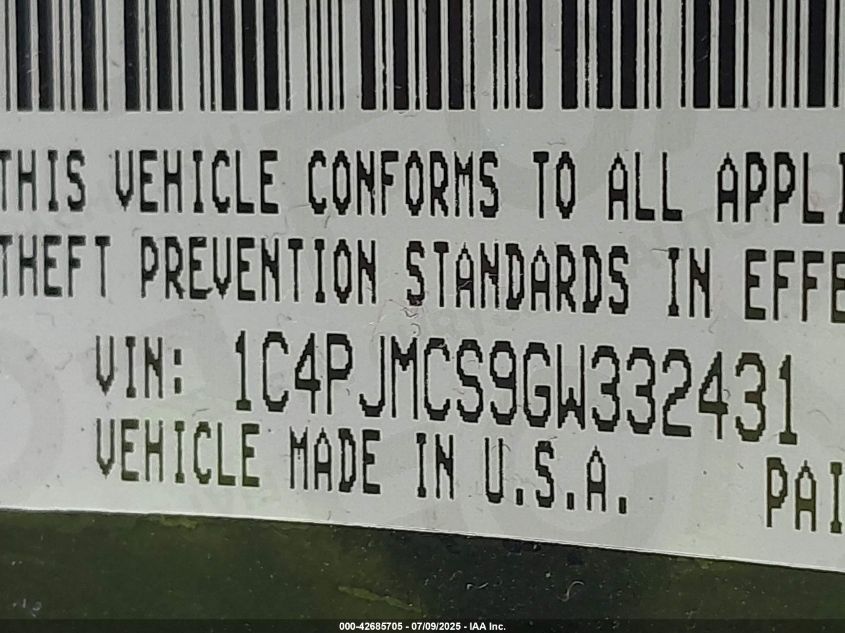 THIS VEHICLE CONFORMS TO ALL APPLI
THEFT PREVENTION STANDARDS IN EFFE
VIN: 1C4PJMCS9GW332431
VEHICLE MADE IN U.S.A. PAI
000-42685705 - 07/09/2025 - IAA Inc.